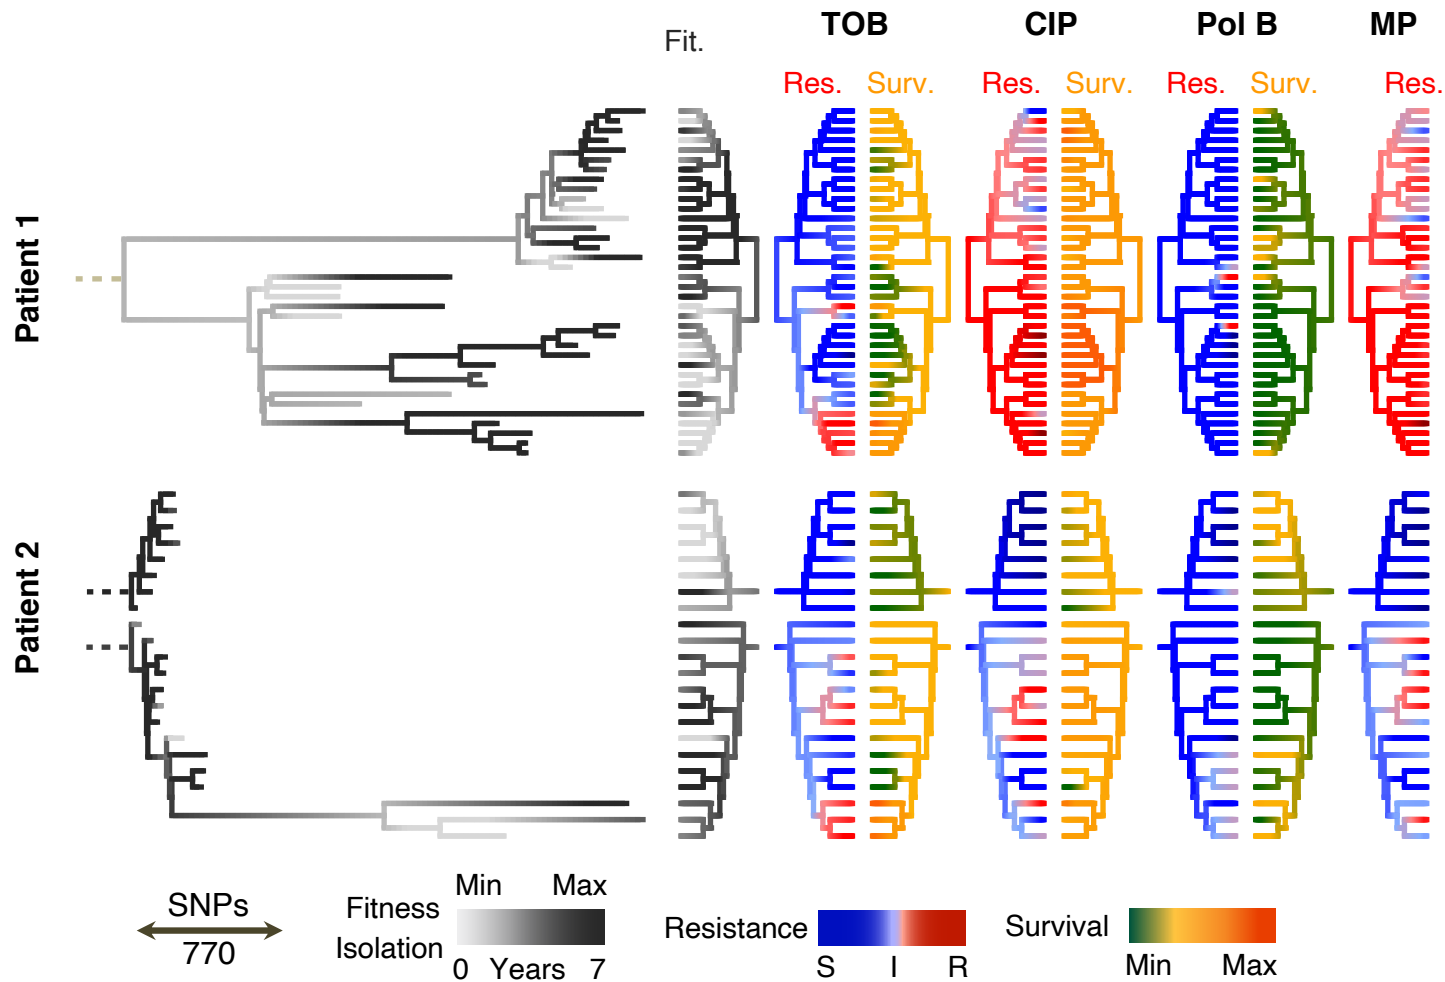 Fit.
TOB
CIP
Pol B
MP
Res.
Surv.
Res.
Surv.
Res.
Surv.
Res.
Patient 1
Patient 2
SNPs
770
Fitness
Isolation
Min Max
0 Years 7
Resistance
S I R
Survival
Min Max